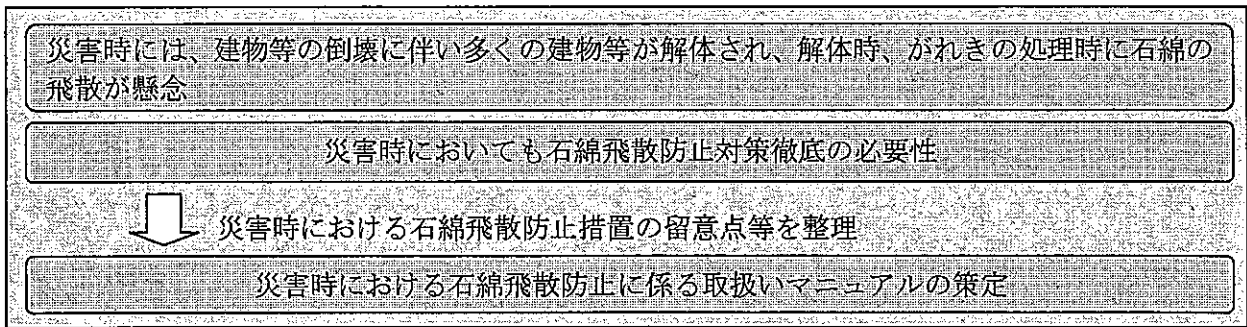 災害時には、建物等の倒壊に伴い多くの建物等が解体され、解体時、がれきの処理時に石綿の
飛散が懸念
災害時においても石綿飛散防止対策徹底の必要性
災害時における石綿飛散防止措置の留意点等を整理
災害時における石綿飛散防止に係る取扱いマニュアルの策定